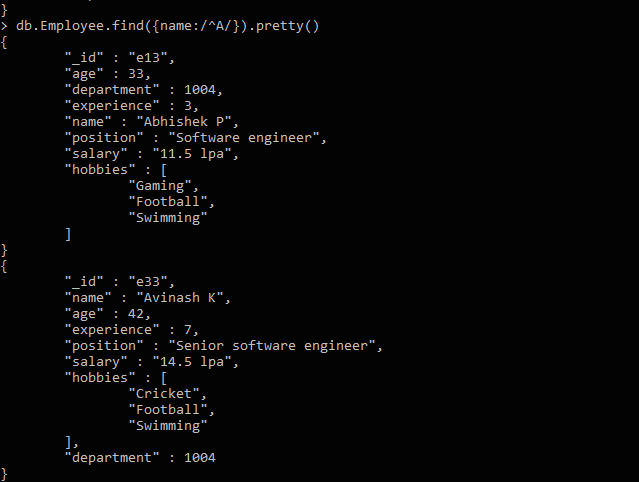 }
> db.Employee.find({name:/^A/}).pretty()
{
        "_id" : "e13",
        "age" : 33,
        "department" : 1004,
        "experience" : 3,
        "name" : "Abhishek P",
        "position" : "Software engineer",
        "salary" : "11.5 lpa",
        "hobbies" : [
                "Gaming",
                "Football",
                "Swimming"
        ]
}
{
        "_id" : "e33",
        "name" : "Avinash K",
        "age" : 42,
        "experience" : 7,
        "position" : "Senior software engineer",
        "salary" : "14.5 lpa",
        "hobbies" : [
                "Cricket",
                "Football",
                "Swimming"
        ],
        "department" : 1004
}